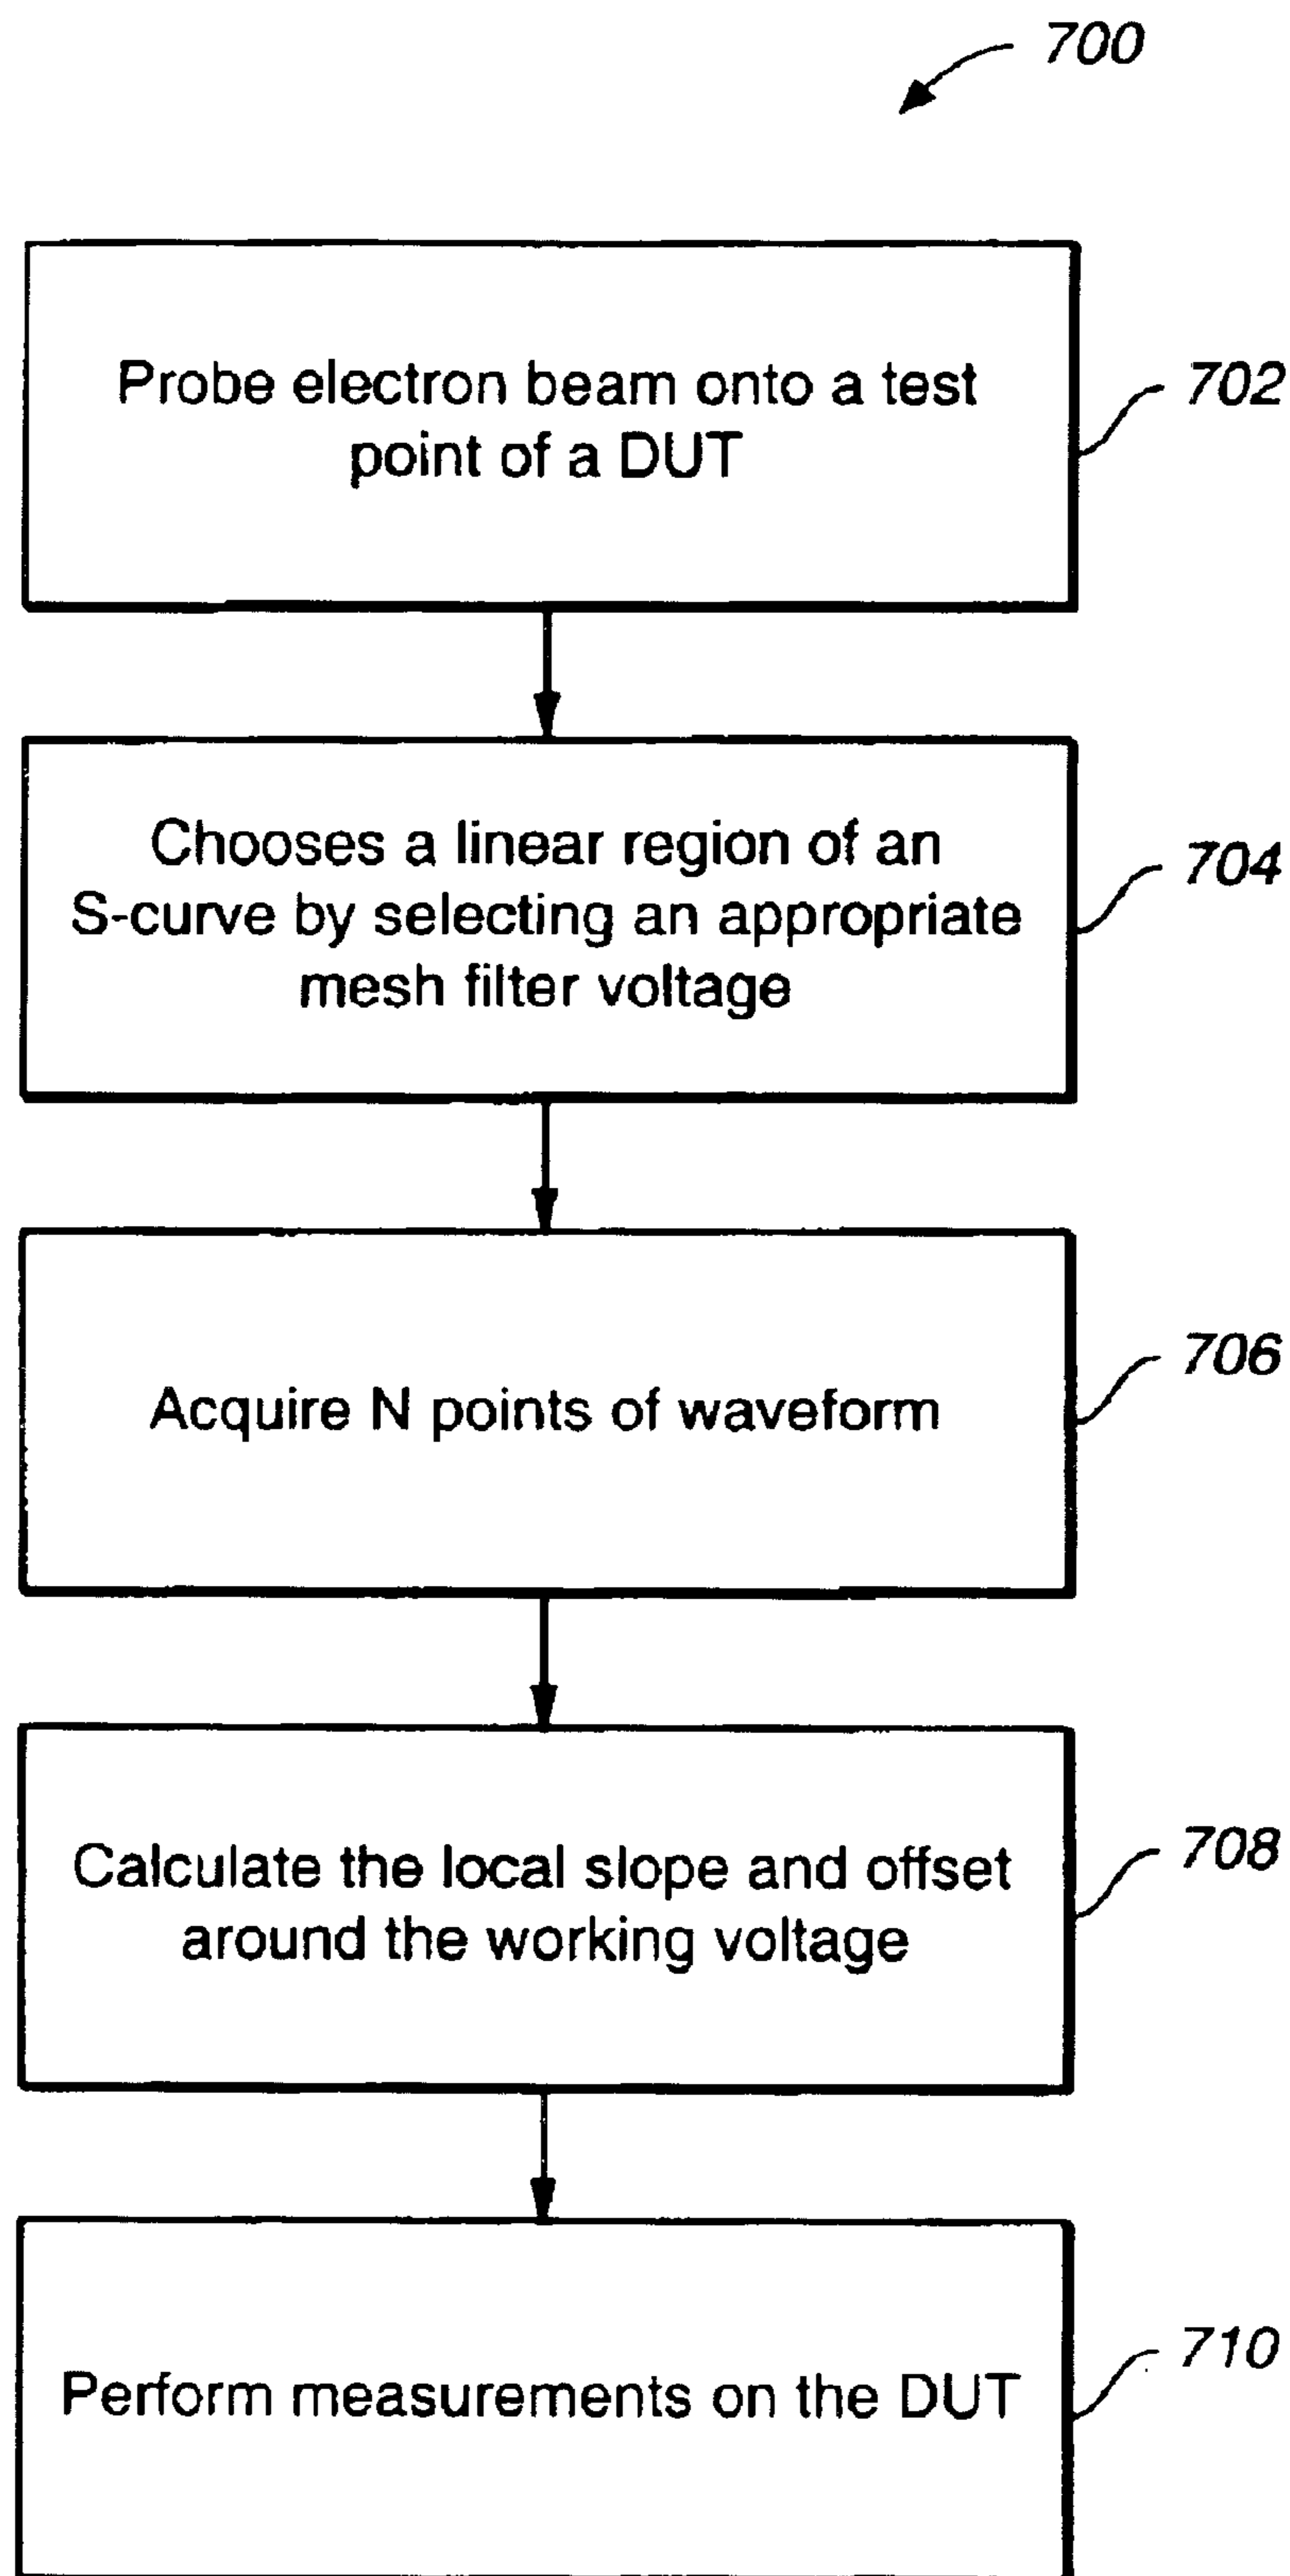 700
Probe electron beam onto a test
point of a DUT
702
Chooses a linear region of an
S-curve by selecting an appropriate
mesh filter voltage
704
Acquire N points of waveform
706
Calculate the local slope and offset
around the working voltage
708
Perform measurements on the DUT
710